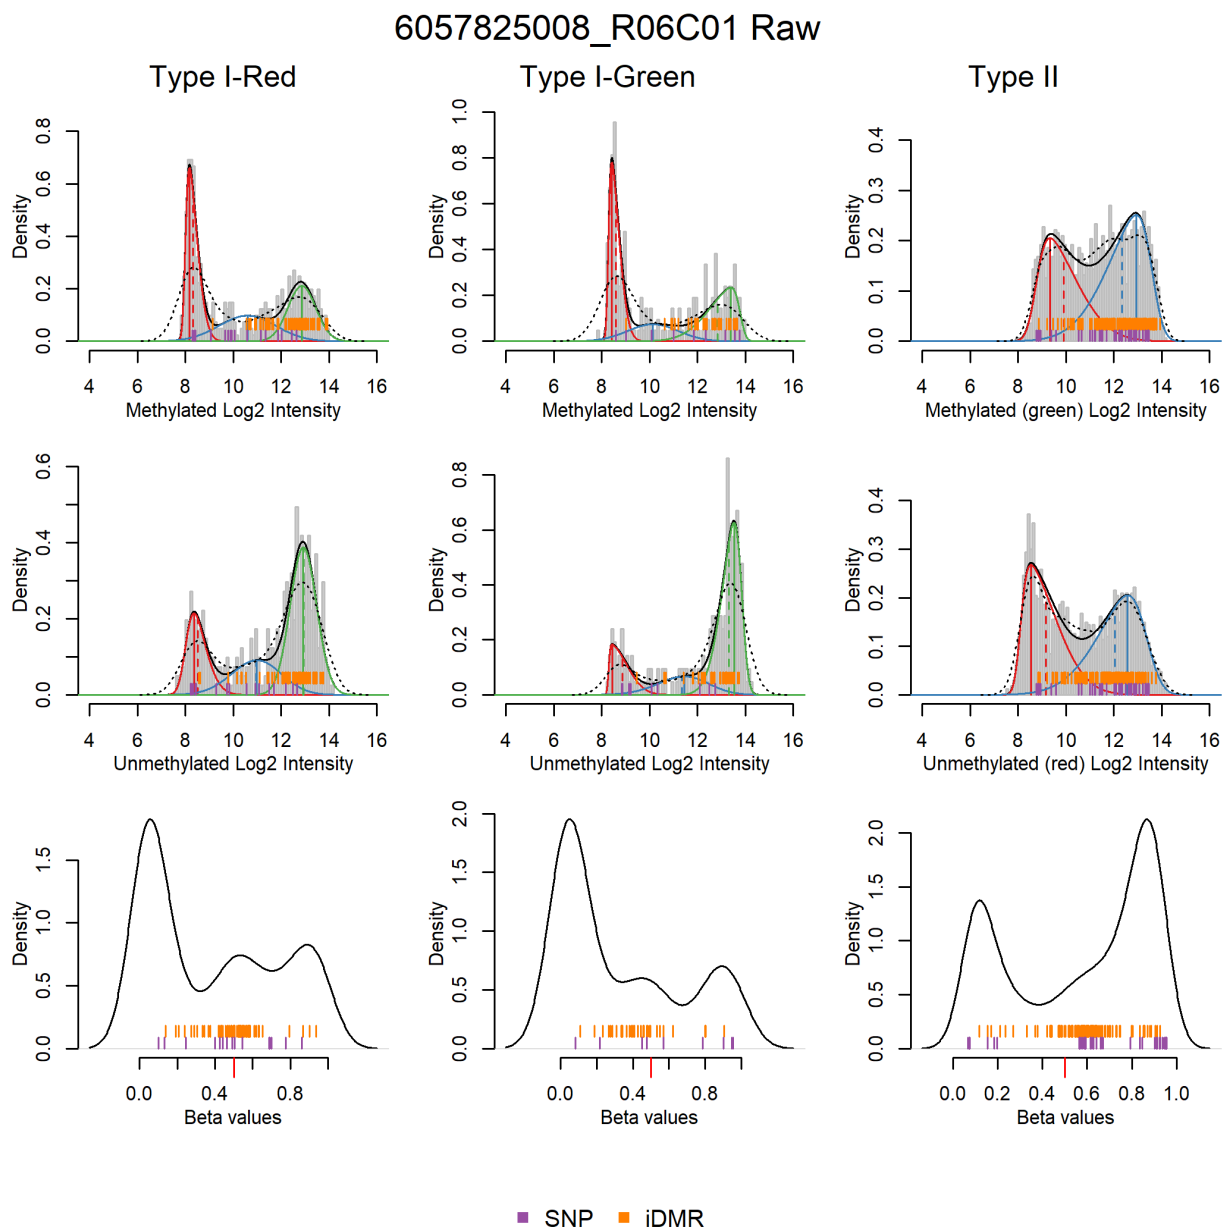 6057825008_R06C01 Raw
Type I-Red
Type I-Green
Type II
Density
0.0 0.2 0.4 0.6 0.8
4 6 8 10 12 14 16
Methylated Log2 Intensity
Density
0.0 0.2 0.4 0.6 0.8 1.0
4 6 8 10 12 14 16
Methylated Log2 Intensity
Density
0.0 0.1 0.2 0.3 0.4
4 6 8 10 12 14 16
Methylated (green) Log2 Intensity
Density
0.0 0.2 0.4 0.6
4 6 8 10 12 14 16
Unmethylated Log2 Intensity
Density
0.0 0.2 0.4 0.6 0.8
4 6 8 10 12 14 16
Unmethylated Log2 Intensity
Density
0.0 0.1 0.2 0.3 0.4
4 6 8 10 12 14 16
Unmethylated (red) Log2 Intensity
Density
0.0 0.5 1.0 1.5
0.0 0.4 0.8
Beta values
Density
0.0 0.5 1.0 1.5 2.0
0.0 0.4 0.8
Beta values
Density
0.0 0.5 1.0 1.5 2.0
0.0 0.2 0.4 0.6 0.8 1.0
Beta values
SNP iDMR